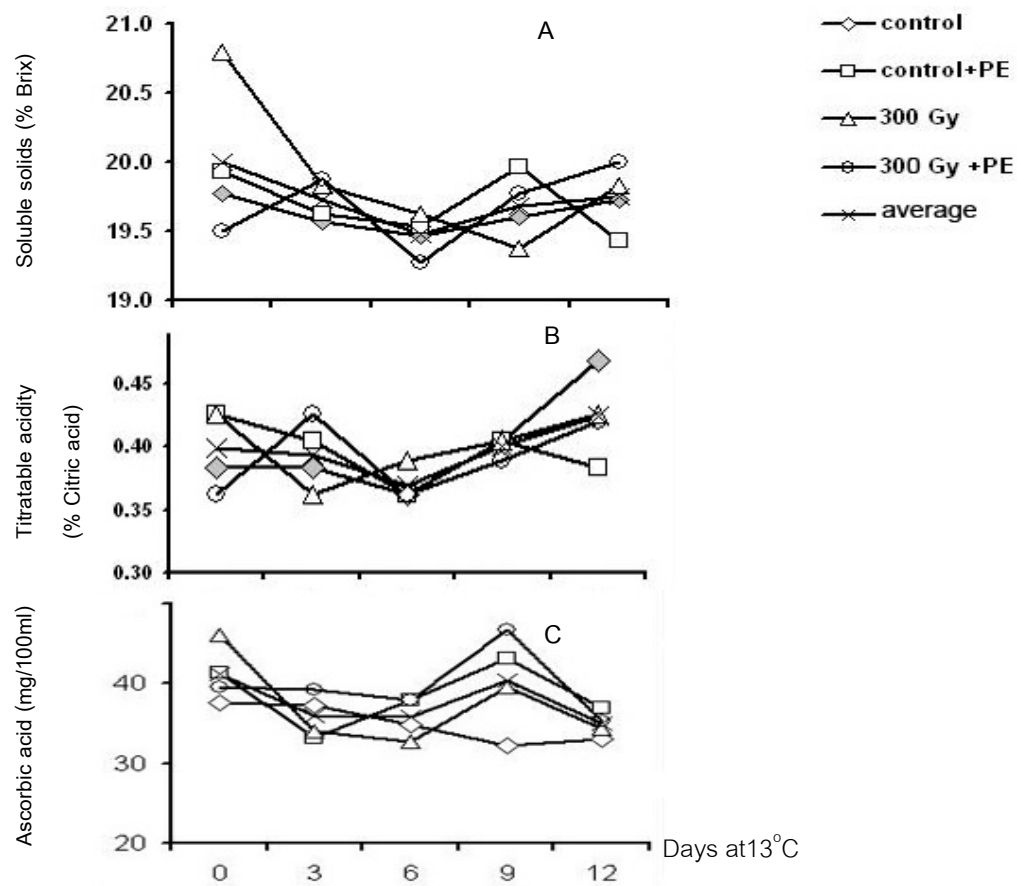 A
Soluble solids (% Brix)
21.0
20.5
20.0
19.5
19.0
control
control+PE
300 Gy
300 Gy +PE
average
B
Titratable acidity
(% Citric acid)
0.45
0.40
0.35
0.30
C
Ascorbic acid (mg/100ml)
40
30
20
0 3 6 9 12
Days at13°C